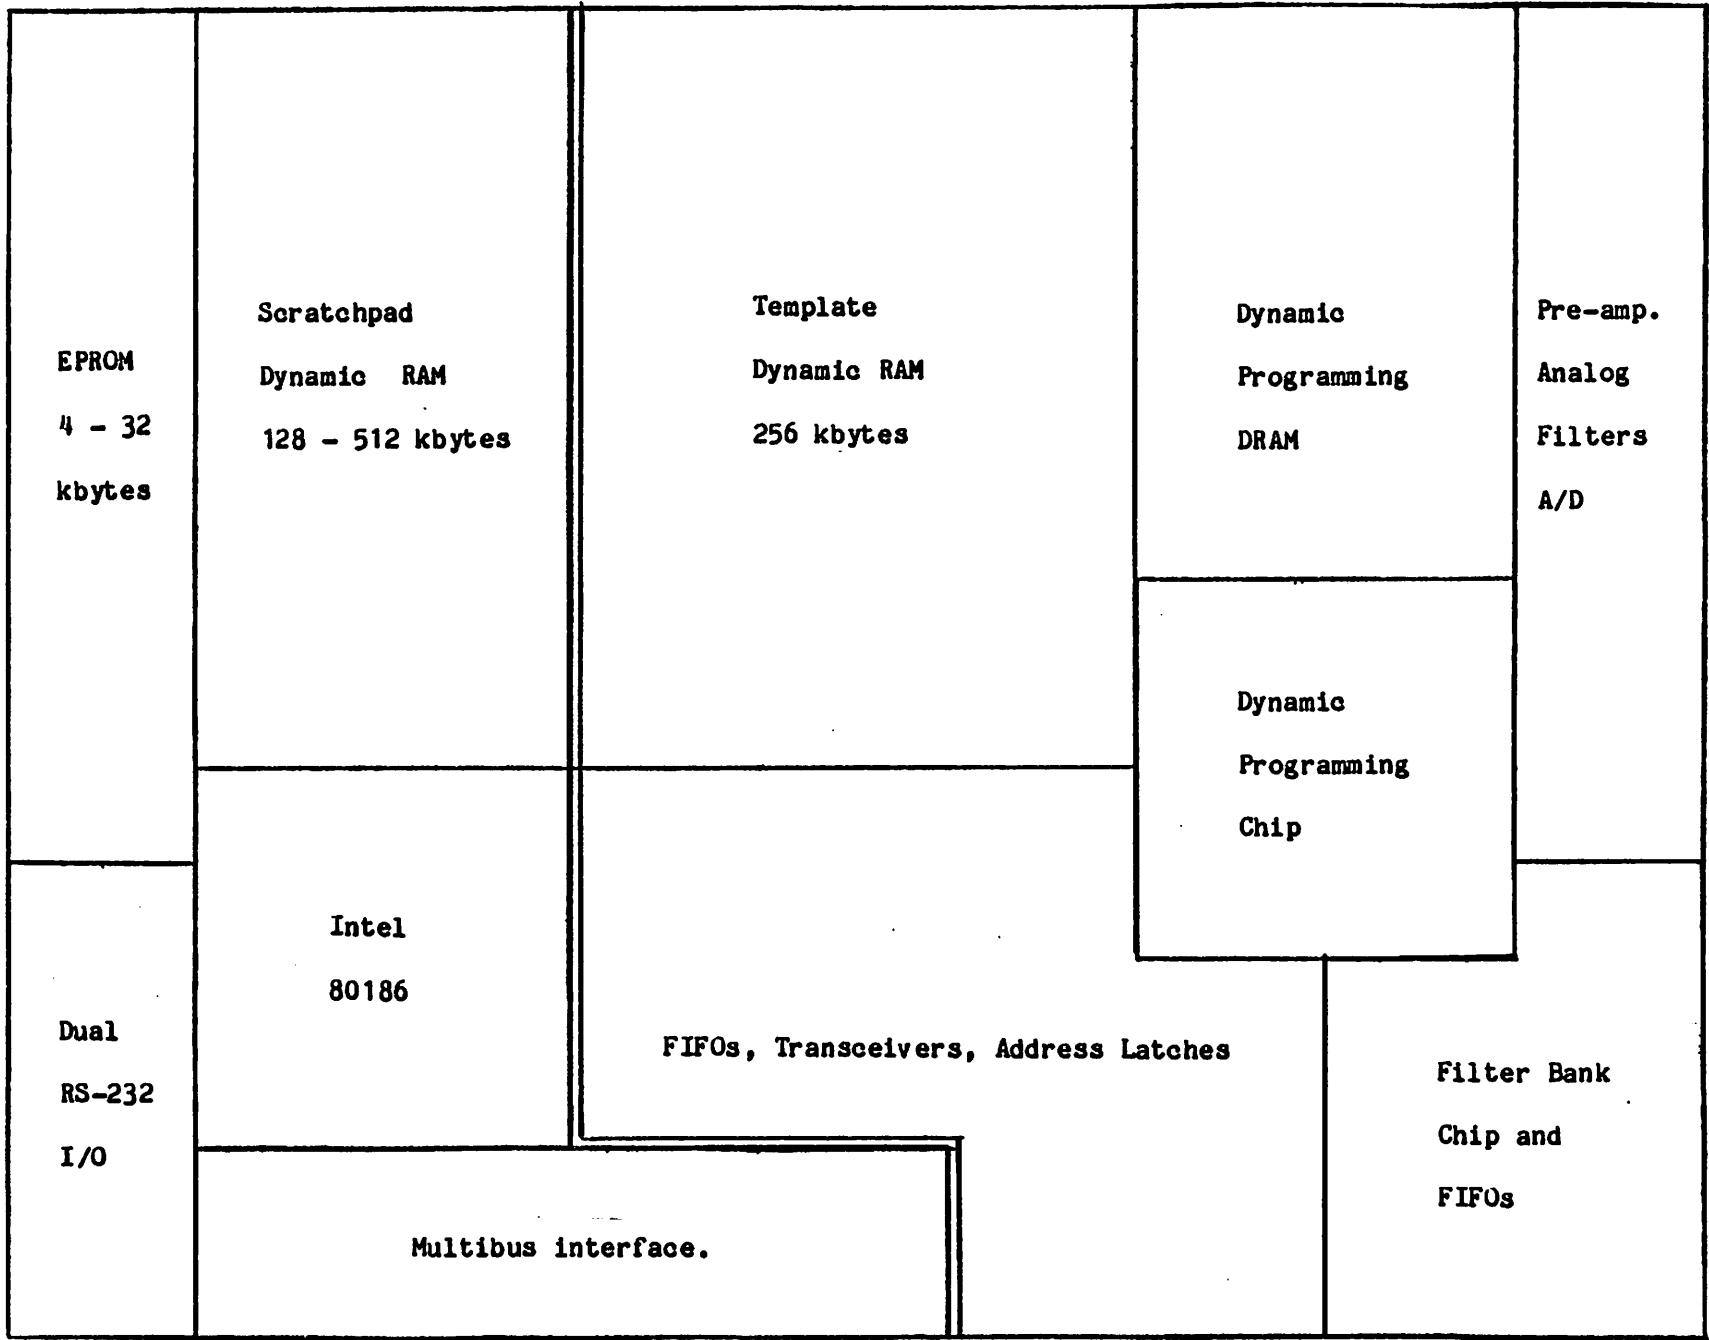 EPROM
4 - 32
kbytes
Scratchpad
Dynamic RAM
128 - 512 kbytes
Template
Dynamic RAM
256 kbytes
Dynamic
Programming
DRAM
Pre-amp.
Analog
Filters
A/D
Dynamic
Programming
Chip
Intel
80186
Dual
RS-232
I/O
FIFOs, Transceivers, Address Latches
Filter Bank
Chip and
FIFOs
Multibus interface.